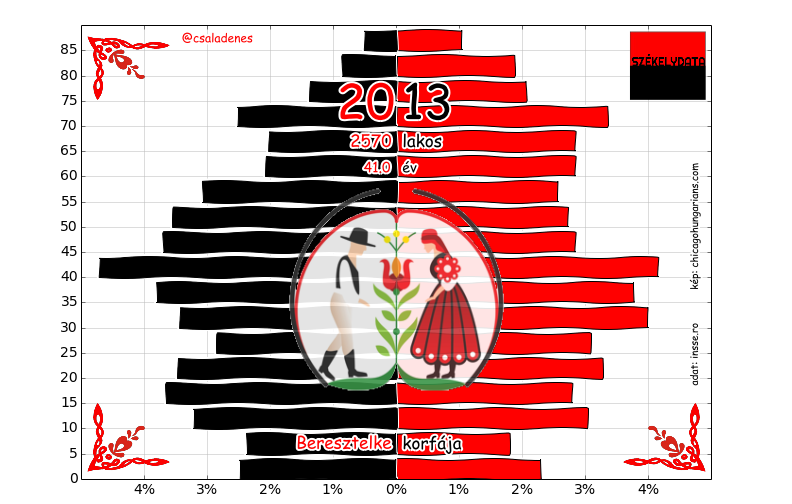 @csaladenes
SZÉKELYDATA
2013
2570 lakos
41,0 év
kép: chicagohungarians.com
adat: insse.ro
Beresztelke korfája
85
80
75
70
65
60
55
50
45
40
35
30
25
20
15
10
5
0
4% 3% 2% 1% 0% 1% 2% 3% 4%